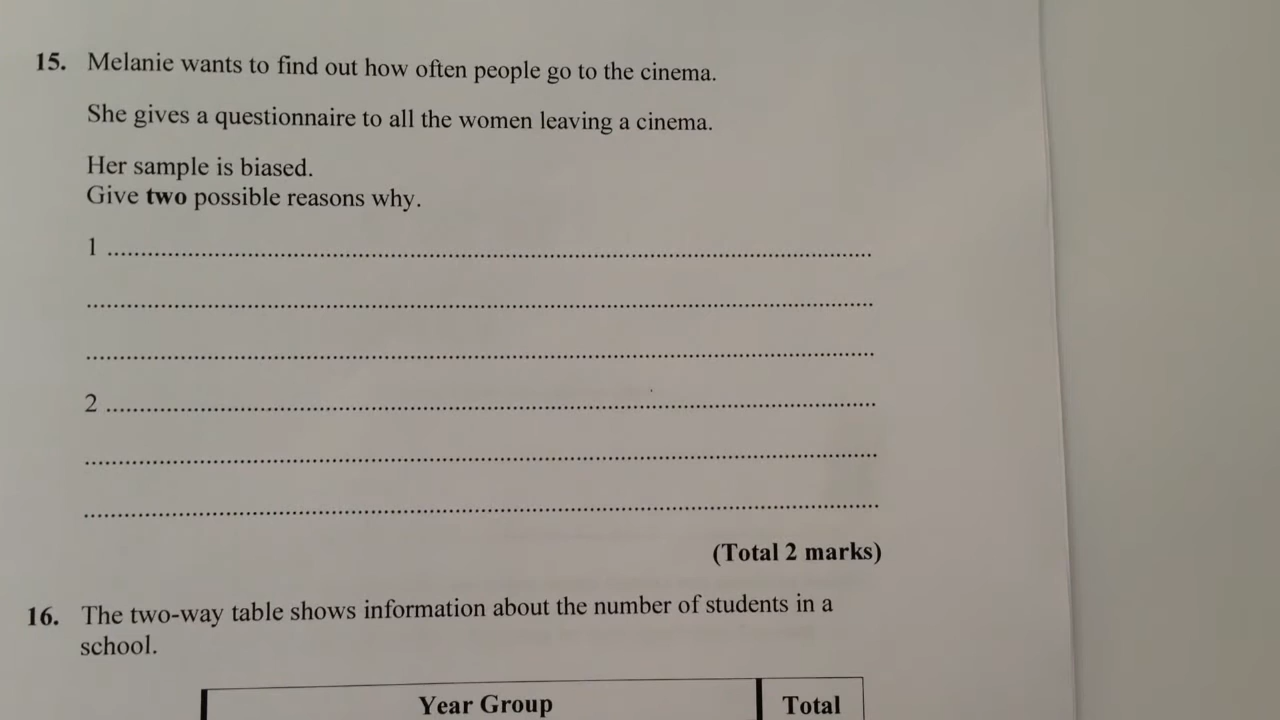 15. Melanie wants to find out how often people go to the cinema.
She gives a questionnaire to all the women leaving a cinema.
Her sample is biased.
Give two possible reasons why.
1 ................................................................
................................................................
................................................................
2 ................................................................
................................................................
................................................................
(Total 2 marks)
16. The two-way table shows information about the number of students in a
school.
Year Group Total